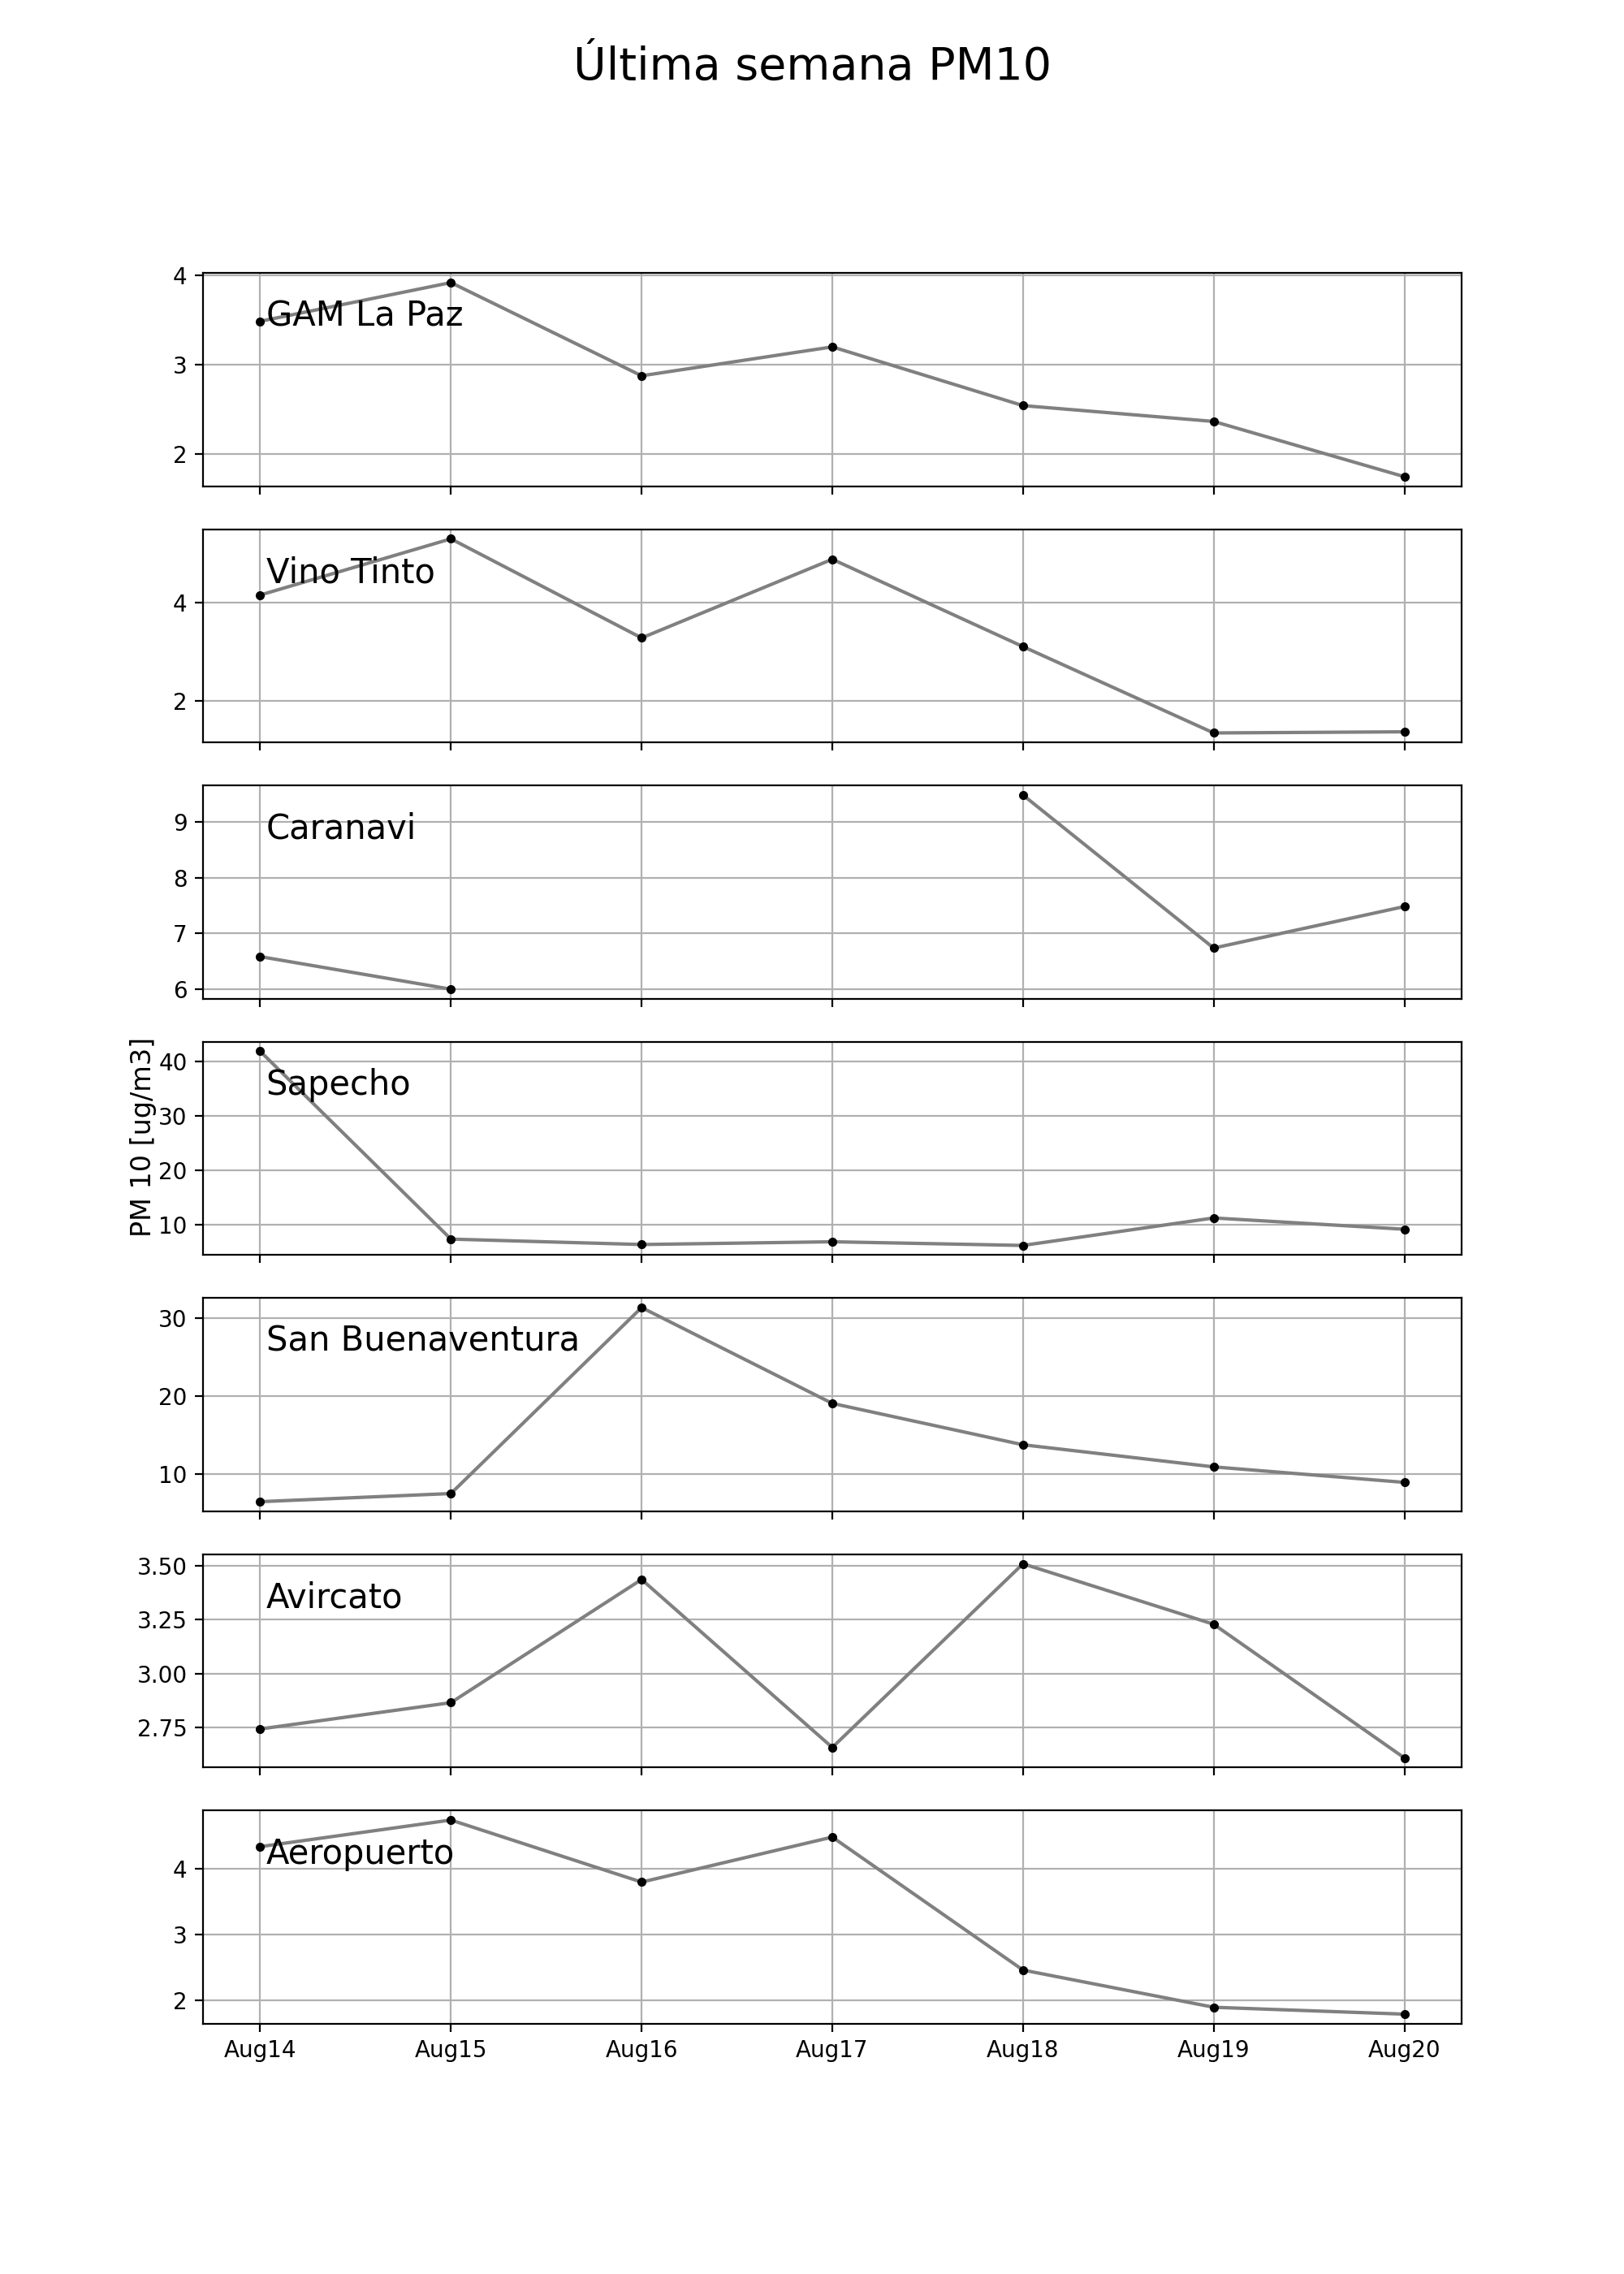 Última semana PM10
4
GAM La Paz
3
2
Vino Tinto
4
2
9
Caranavi
8
7
6
PM 10 [ug/m3]
40
Sapecho
30
20
10
30
San Buenaventura
20
10
3.50
Avircato
3.25
3.00
2.75
Aeropuerto
4
3
2
Aug14 Aug15 Aug16 Aug17 Aug18 Aug19 Aug20